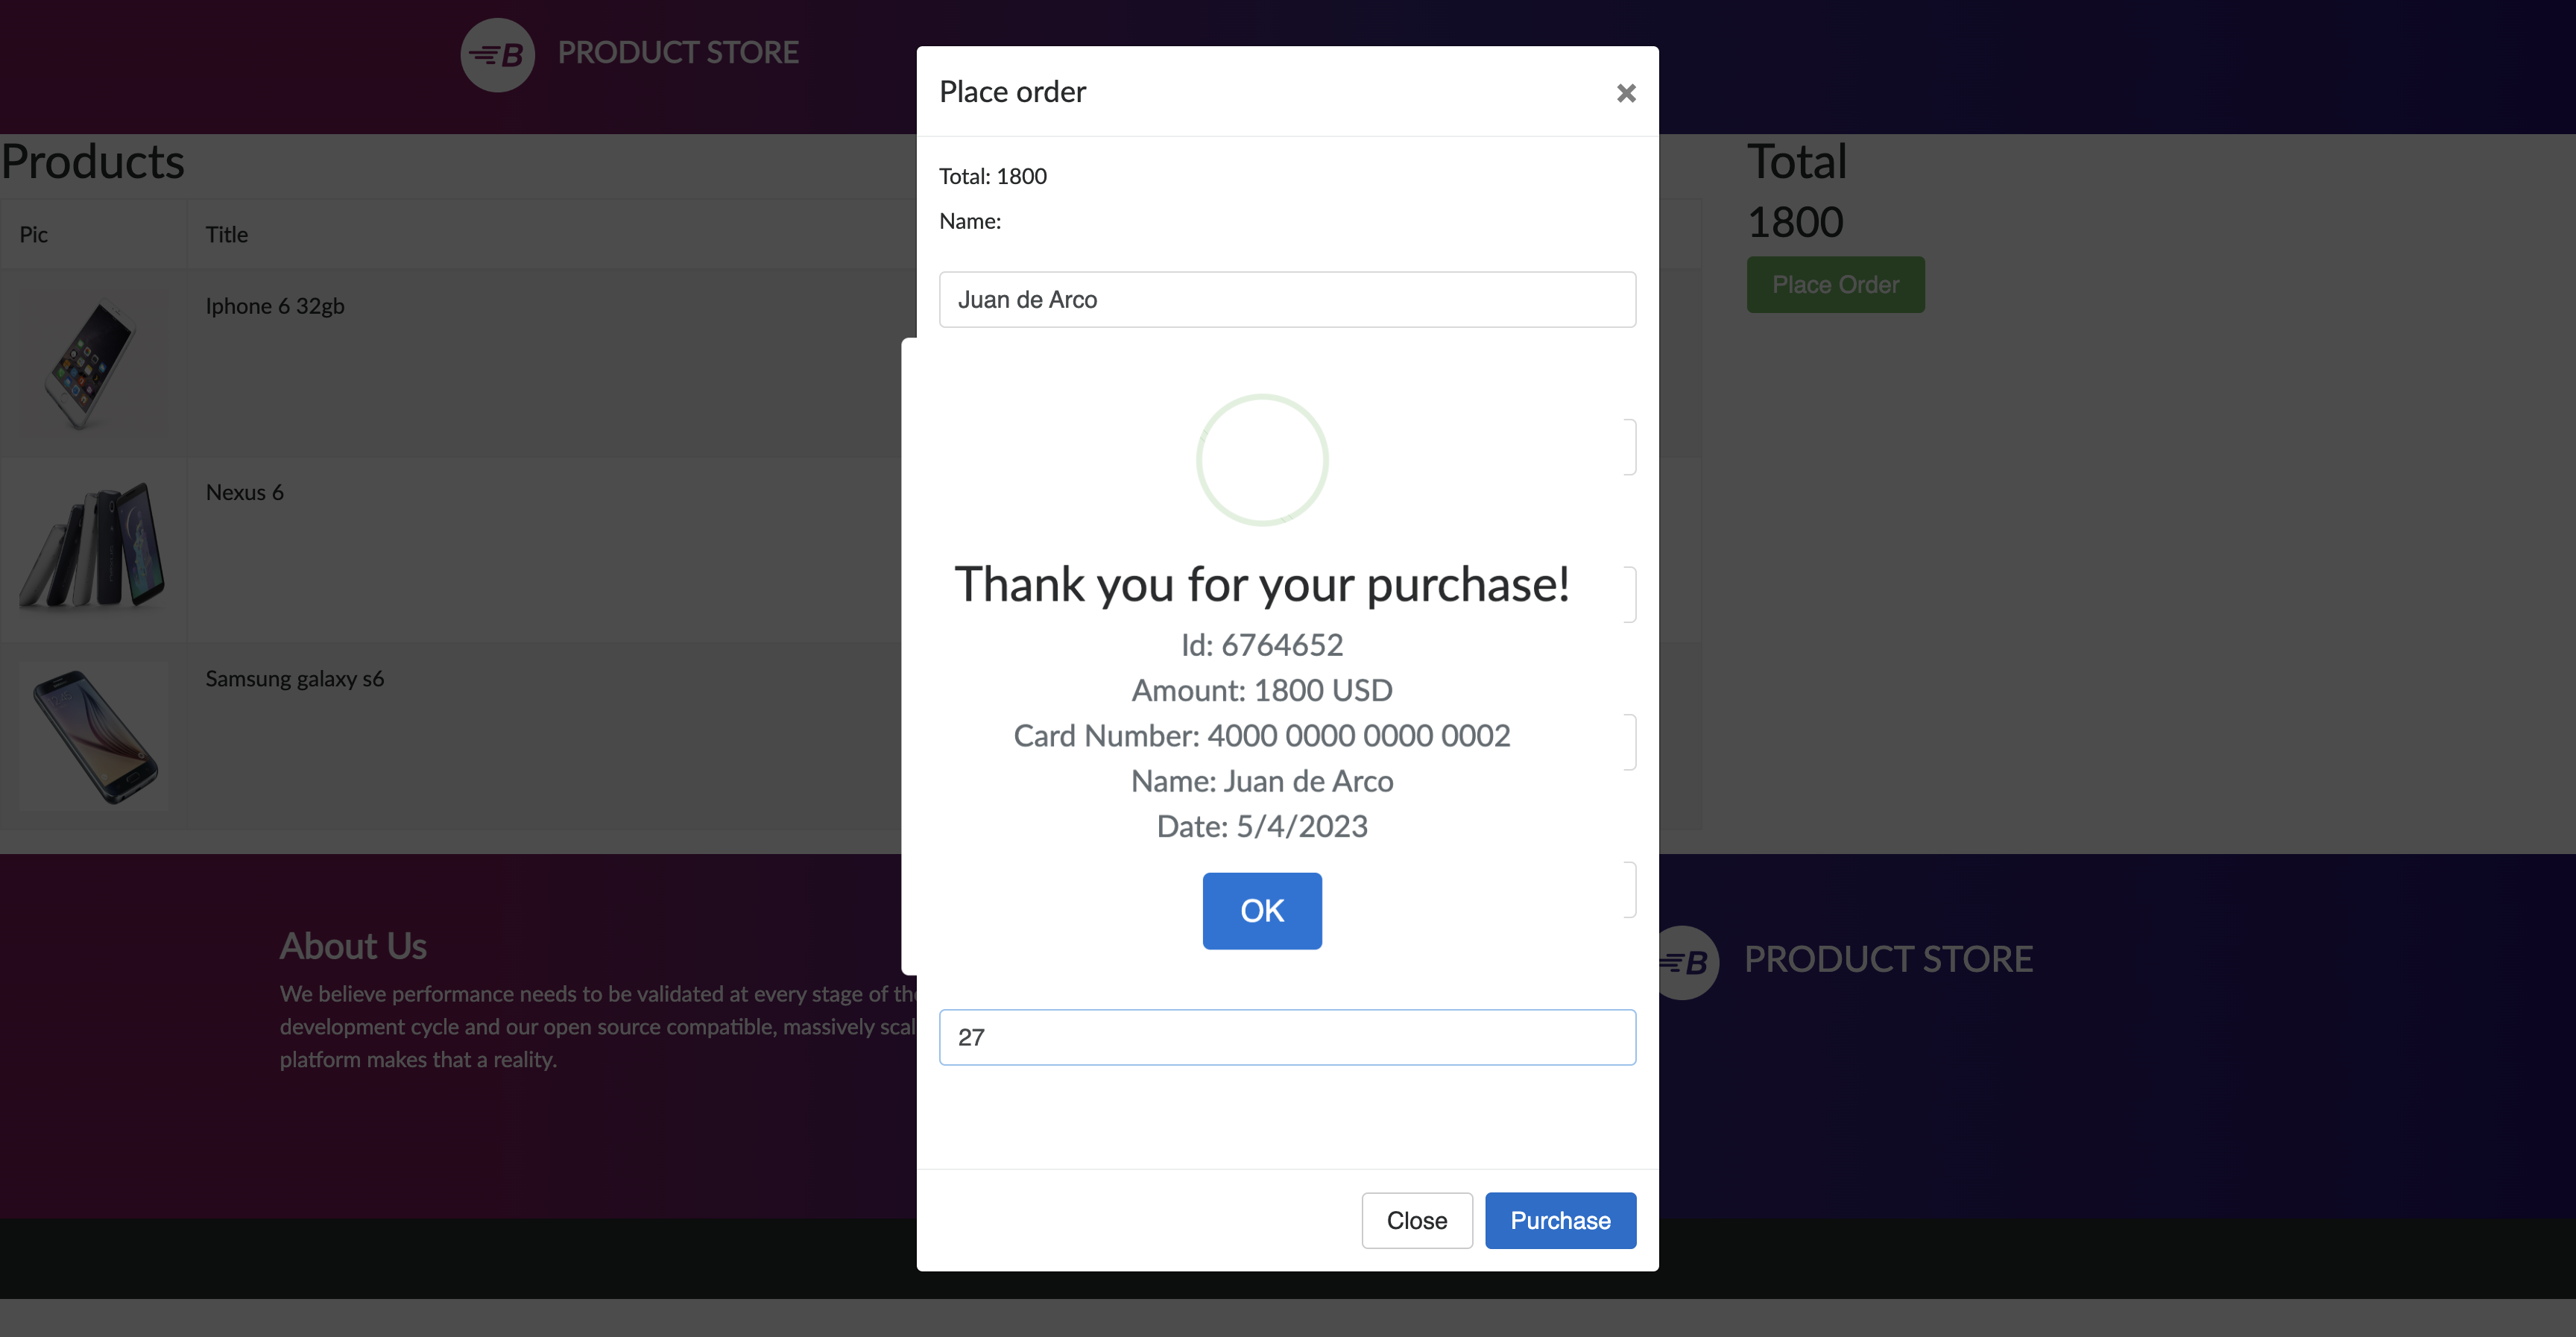 B PRODUCT STORE
Place order
×
Total: 1800
Name:
Juan de Arco
Products
Pic
Title
Iphone 6 32gb
Nexus 6
Samsung galaxy s6
Total
1800
Place Order
Thank you for your purchase!
Id: 6764652
Amount: 1800 USD
Card Number: 4000 0000 0000 0002
Name: Juan de Arco
Date: 5/4/2023
OK
27
Close
Purchase
About Us
We believe performance needs to be validated at every stage of the
development cycle and our open source compatible, massively scal
platform makes that a reality.
B PRODUCT STORE